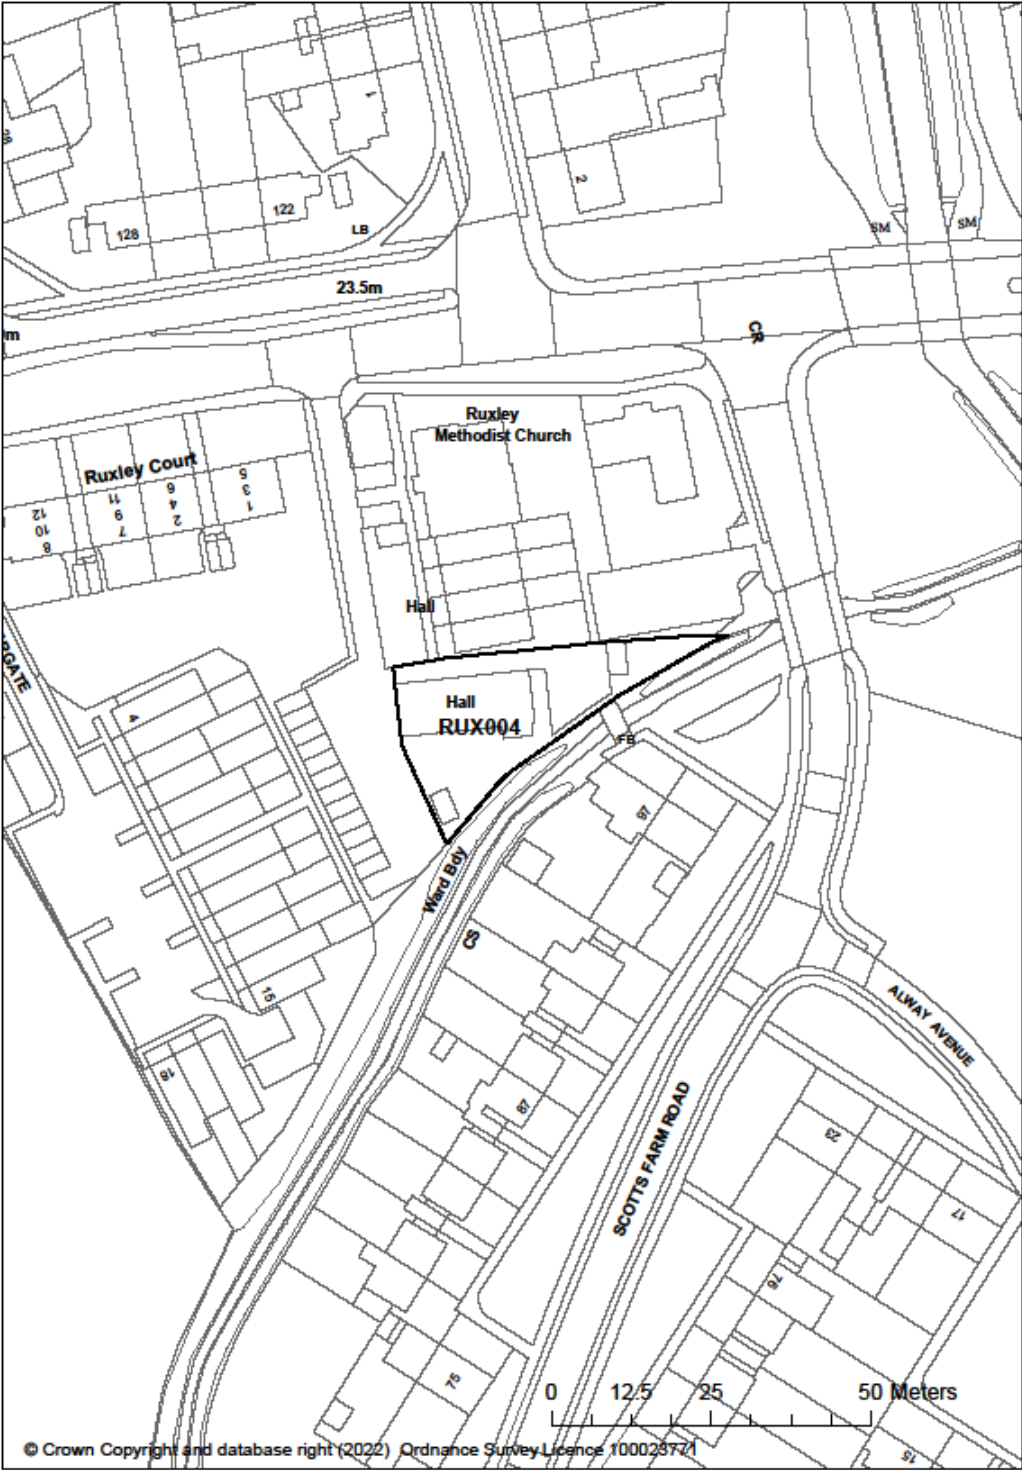 1
2
122
128
LB
SM
SM
23.5m
CR
Ruxley
Methodist Church
Ruxley Court
12
10
8
11
9
7
6
4
2
5
3
1
Hall
Hall
RUX004
4
FB
97
Ward Bdy
CS
16
18
87
ALWAY AVENUE
SCOTTS FARM ROAD
23
17
76
75
15
0 12.5 25 50 Meters
© Crown Copyright and database right (2022) Ordnance Survey Licence 100023771